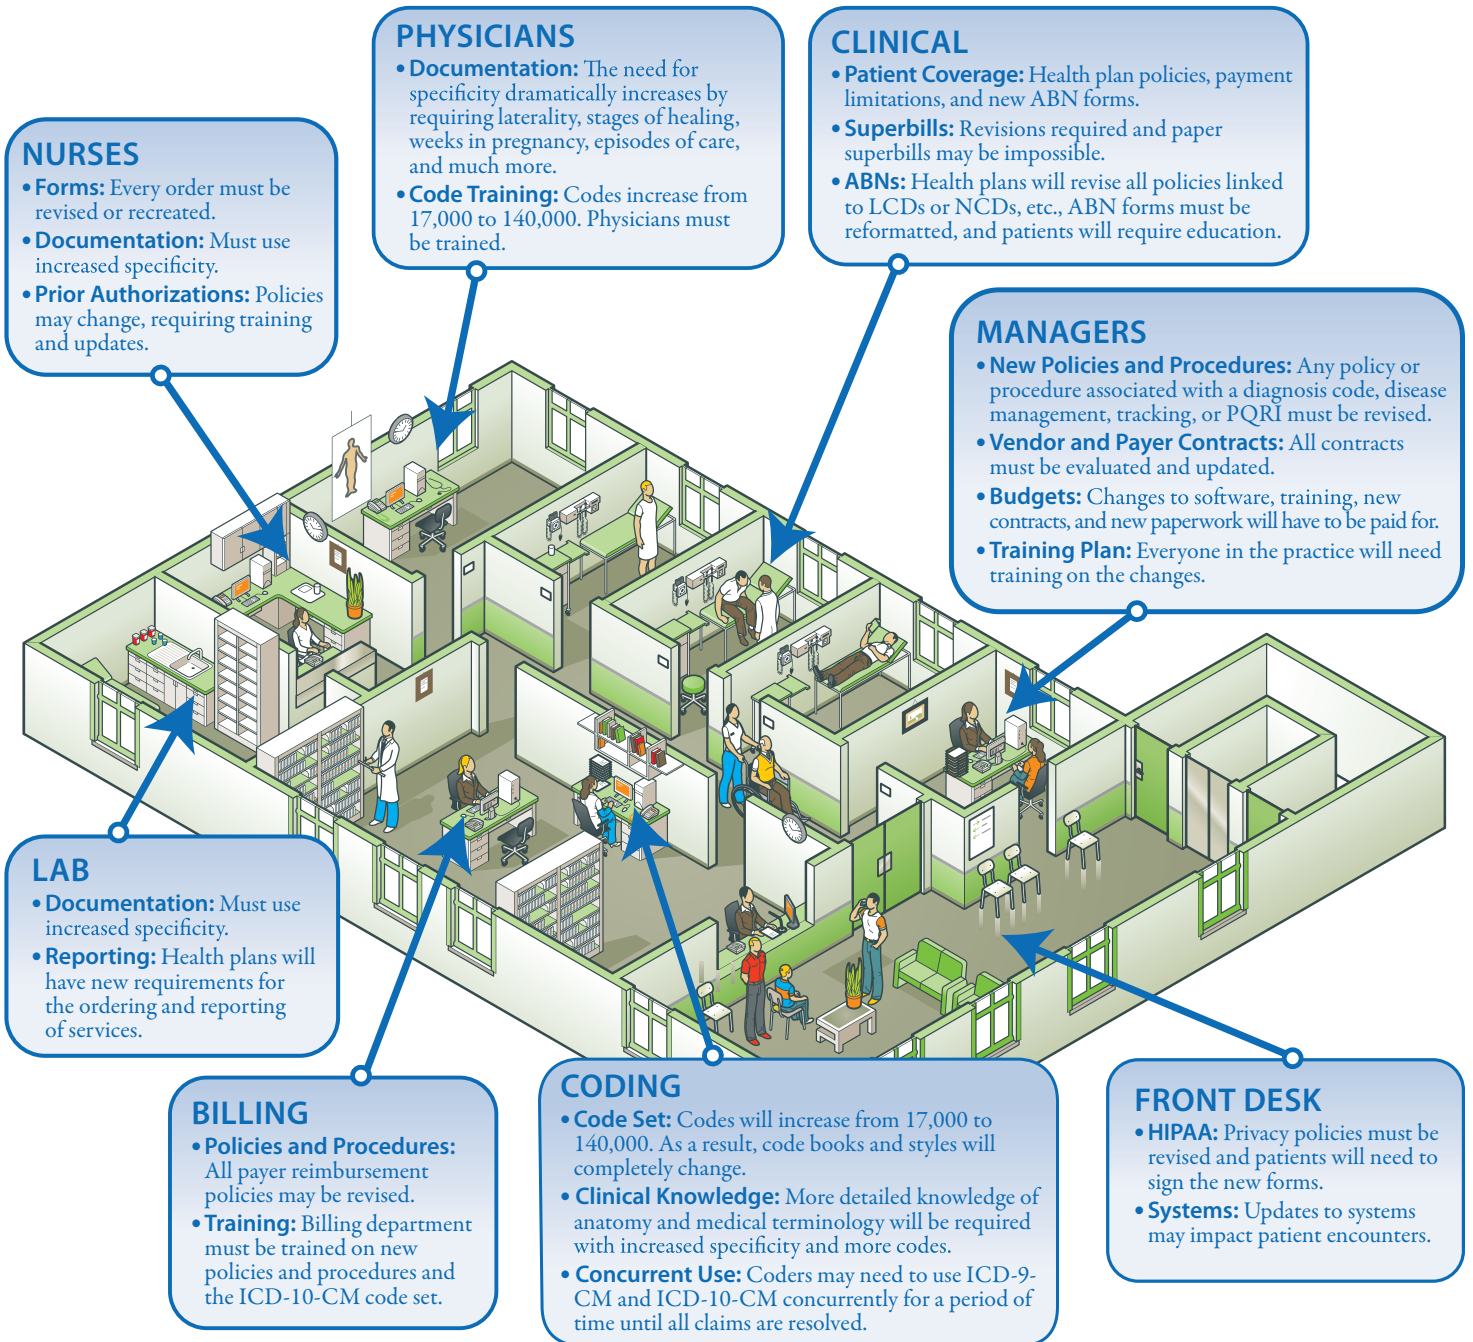 PHYSICIANS
• Documentation: The need for
specificity dramatically increases by
requiring laterality, stages of healing,
weeks in pregnancy, episodes of care,
and much more.
• Code Training: Codes increase from
17,000 to 140,000. Physicians must
be trained.
CLINICAL
• Patient Coverage: Health plan policies, payment
limitations, and new ABN forms.
• Superbills: Revisions required and paper
superbills may be impossible.
• ABNs: Health plans will revise all policies linked
to LCDs or NCDs, etc., ABN forms must be
reformatted, and patients will require education.
NURSES
• Forms: Every order must be
revised or recreated.
• Documentation: Must use
increased specificity.
• Prior Authorizations: Policies
may change, requiring training
and updates.
MANAGERS
• New Policies and Procedures: Any policy or
procedure associated with a diagnosis code, disease
management, tracking, or PQRI must be revised.
• Vendor and Payer Contracts: All contracts
must be evaluated and updated.
• Budgets: Changes to software, training, new
contracts, and new paperwork will have to be paid for.
• Training Plan: Everyone in the practice will need
training on the changes.
LAB
• Documentation: Must use
increased specificity.
• Reporting: Health plans will
have new requirements for
the ordering and reporting
of services.
BILLING
• Policies and Procedures:
All payer reimbursement
policies may be revised.
• Training: Billing department
must be trained on new
policies and procedures and
the ICD-10-CM code set.
CODING
• Code Set: Codes will increase from 17,000 to
140,000. As a result, code books and styles will
completely change.
• Clinical Knowledge: More detailed knowledge of
anatomy and medical terminology will be required
with increased specificity and more codes.
• Concurrent Use: Coders may need to use ICD-9-
CM and ICD-10-CM concurrently for a period of
time until all claims are resolved.
FRONT DESK
• HIPAA: Privacy policies must be
revised and patients will need to
sign the new forms.
• Systems: Updates to systems
may impact patient encounters.